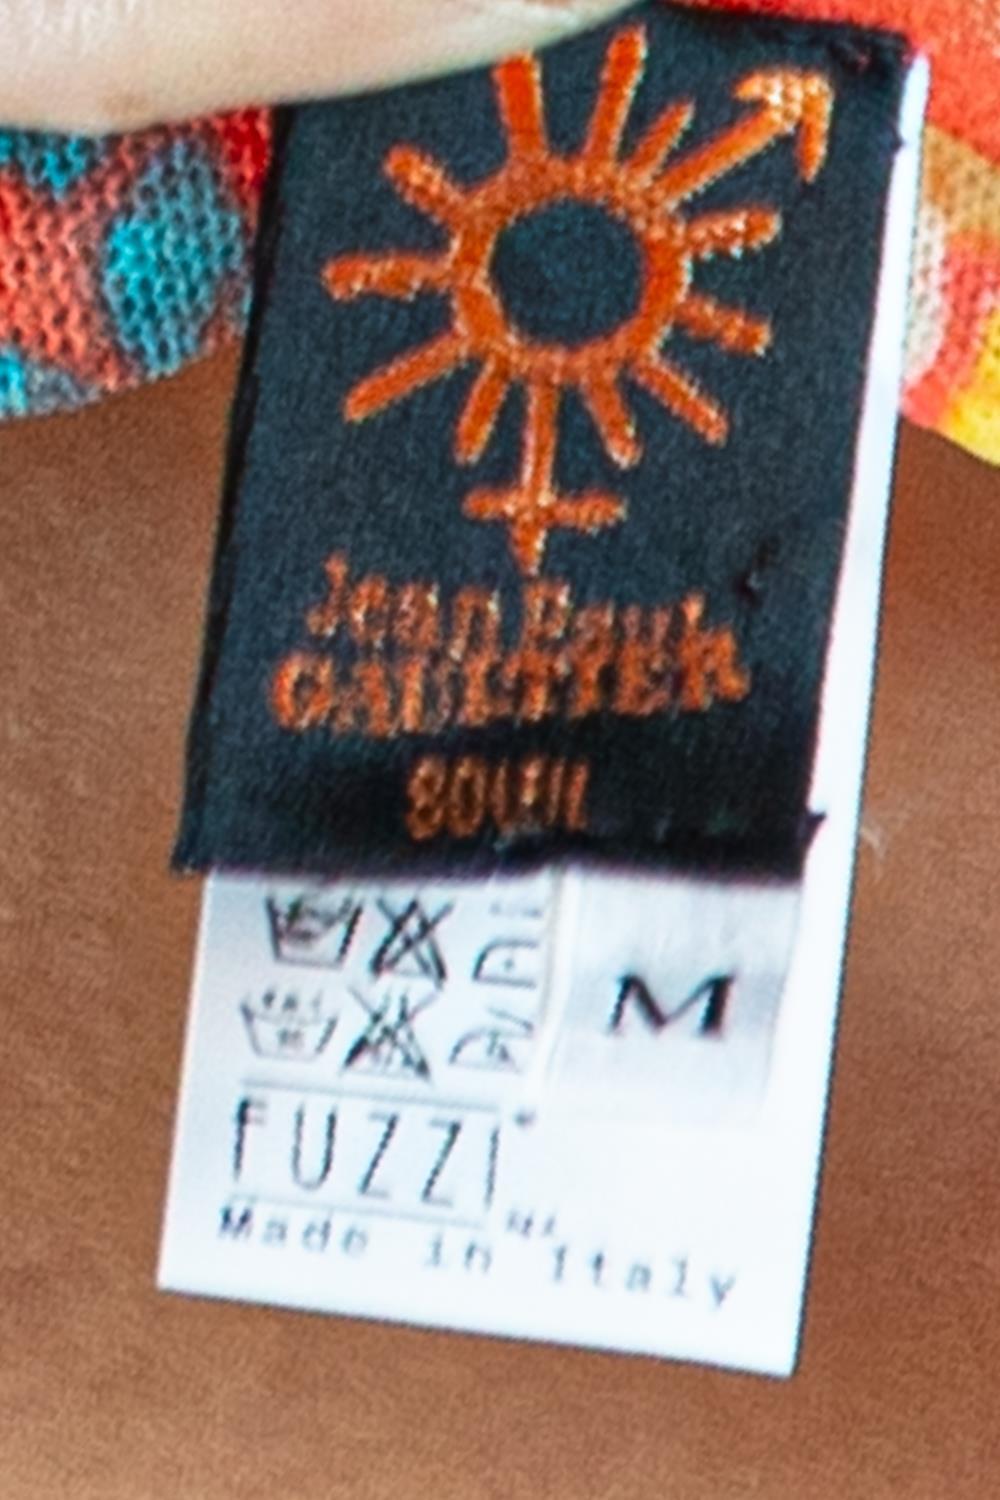 Jean Paul
GAULTIER
SOLEIL
M
FUZZI
Made in Italy